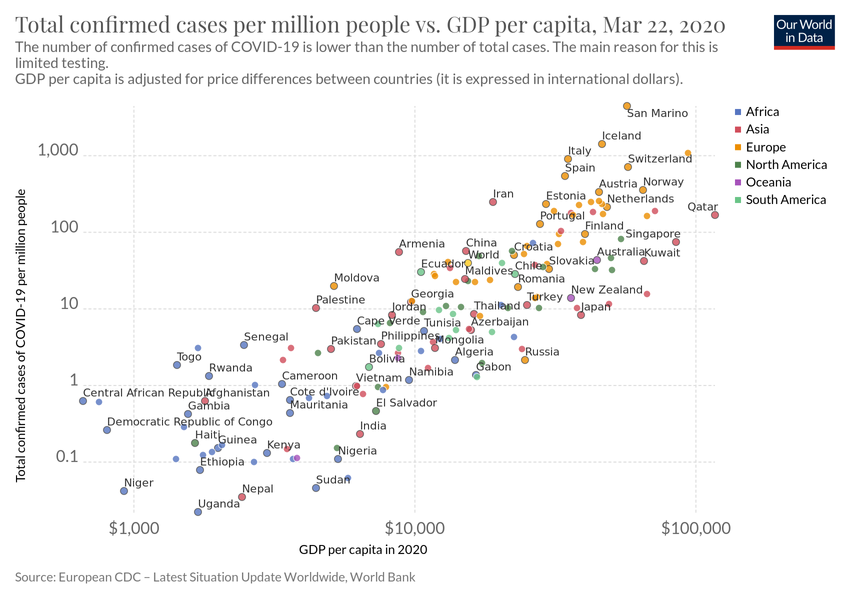 Total confirmed cases per million people vs. GDP per capita, Mar 22, 2020
Our World
in Data
The number of confirmed cases of COVID-19 is lower than the number of total cases. The main reason for this is
limited testing.
GDP per capita is adjusted for price differences between countries (it is expressed in international dollars).
San Marino
Africa
Asia
Europe
North America
Oceania
South America
Iceland
1,000
Italy
Switzerland
Spain
Austria
Norway
Iran
Estonia
Netherlands
Qatar
Portugal
100
Finland
Singapore
Armenia
China
Croatia
World
Australia
Kuwait
Ecuador
Chile
Slovakia
Maldives
Moldova
Romania
New Zealand
Palestine
Georgia
Turkey
10
Jordan
Thailand
Japan
Cape Verde
Tunisia
Azerbaijan
Senegal
Pakistan
Philippines
Mongolia
Togo
Bolivia
Algeria
Russia
Rwanda
Cameroon
Vietnam
Namibia
Gabon
1
Central African Republic
Afghanistan
Cote d'Ivoire
Gambia
Mauritania
El Salvador
Democratic Republic of Congo
Haiti
Guinea
India
Kenya
Nigeria
0.1
Ethiopia
Niger
Nepal
Sudan
Uganda
Total confirmed cases of COVID-19 per million people
$1,000
$10,000
$100,000
GDP per capita in 2020
Source: European CDC – Latest Situation Update Worldwide, World Bank